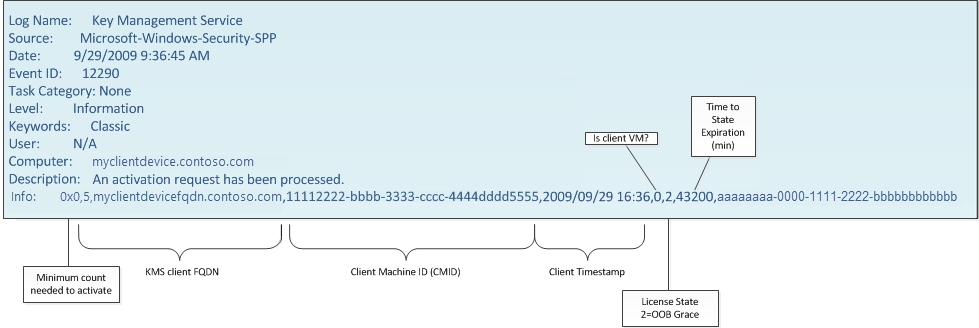 Log Name: Key Management Service
Source: Microsoft-Windows-Security-SPP
Date: 9/29/2009 9:36:45 AM
Event ID: 12290
Task Category: None
Level: Information
Keywords: Classic
User: N/A
Computer: myclientdevice.contoso.com
Description: An activation request has been processed.
Info: 0x0,5,myclientdevicefqdn.contoso.com,11112222-bbbb-3333-cccc-4444dddd5555,2009/09/29 16:36,0,2,43200,aaaaaaaa-0000-1111-2222-bbbbbbbbbbbb
Is client VM?
Time to
State
Expiration
(min)
Minimum count
needed to activate
KMS client FQDN
Client Machine ID (CMID)
Client Timestamp
License State
2=OOB Grace